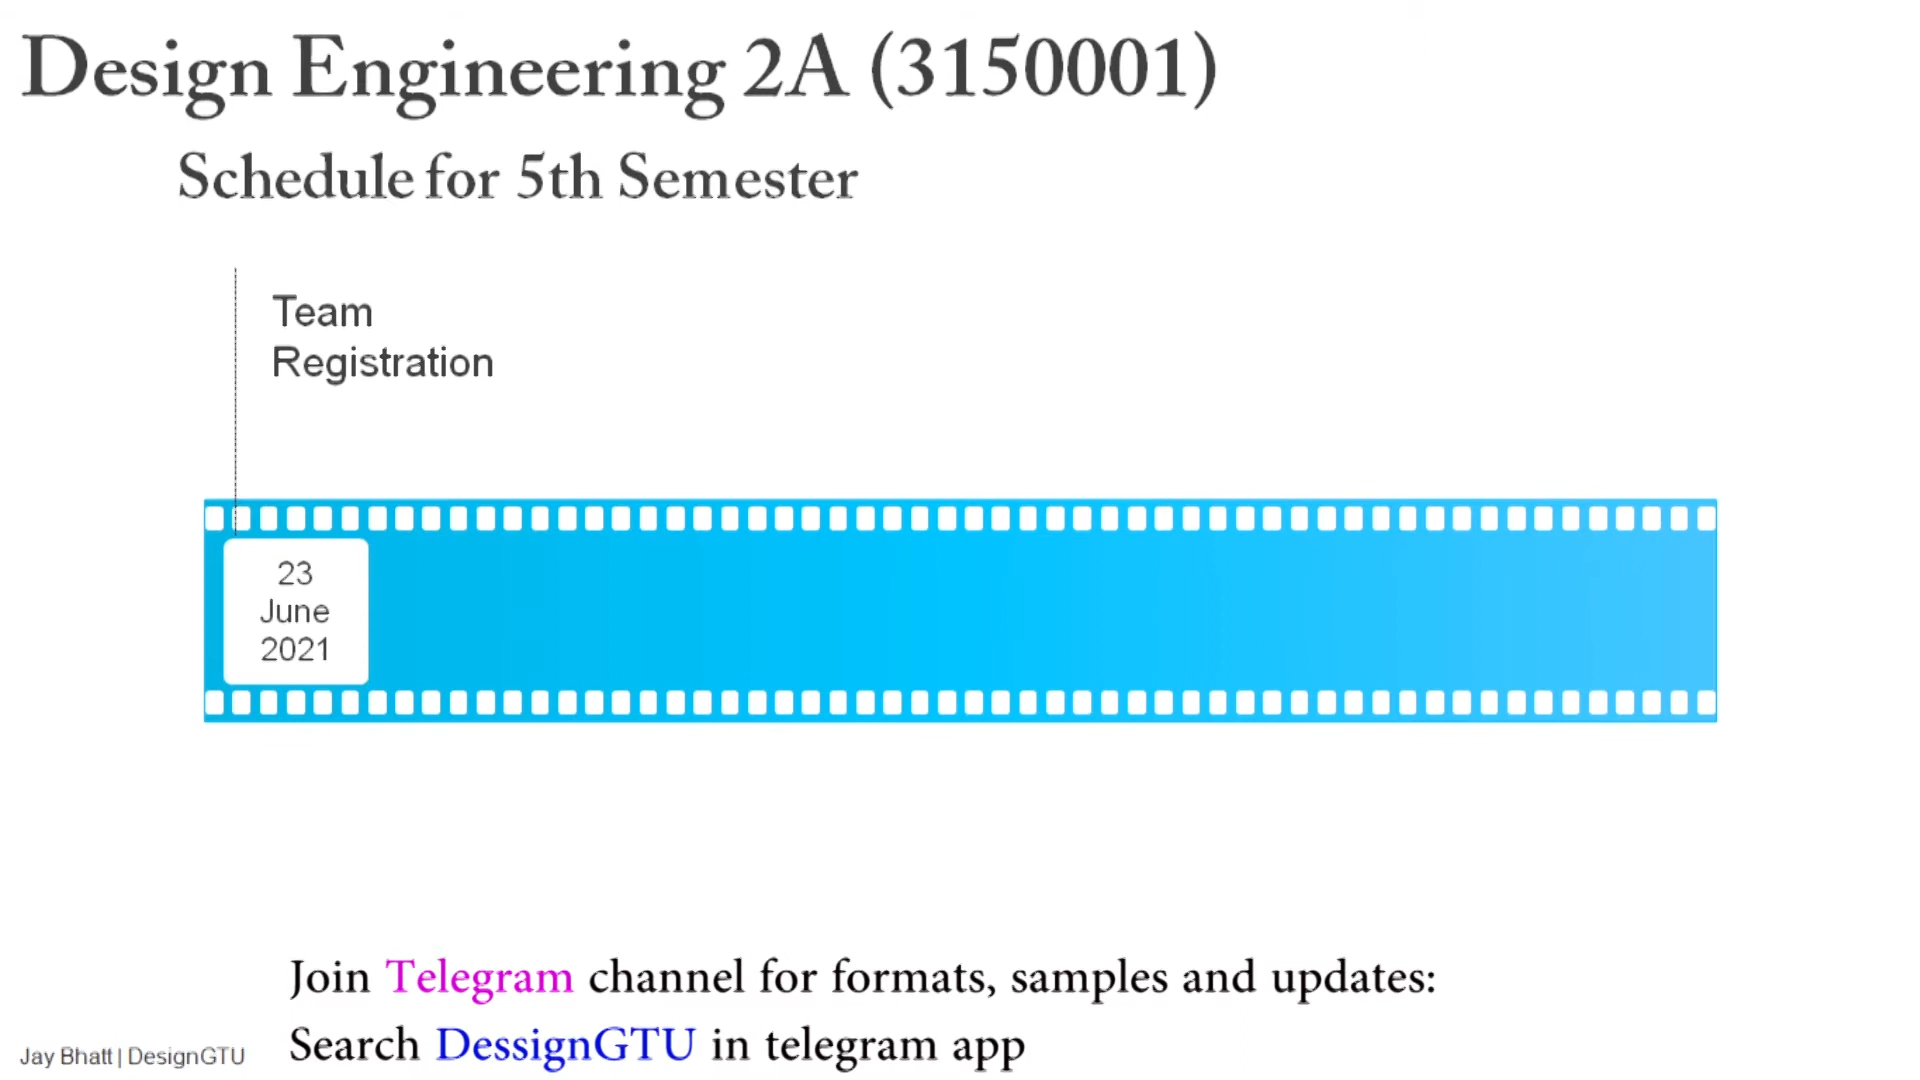 Design Engineering 2A (3150001)
Schedule for 5th Semester
Team
Registration
23
June
2021
Join Telegram channel for formats, samples and updates:
Search DessignGTU in telegram app
Jay Bhatt | DesignGTU